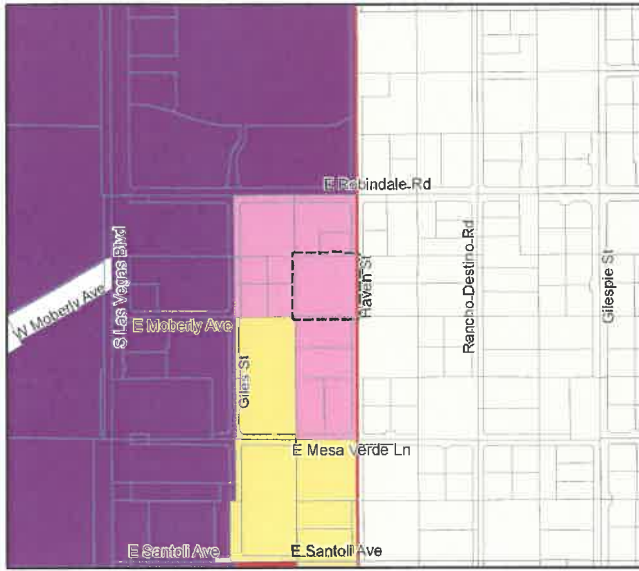 E Robindale Rd
W Moberly Ave
S Las Vegas Blvd
Haven St
Rancho Destino Rd
Gilespie St
E Moberly Ave
Giles St
E Mesa Verde Ln
E Santoli Ave
E Santoli Ave